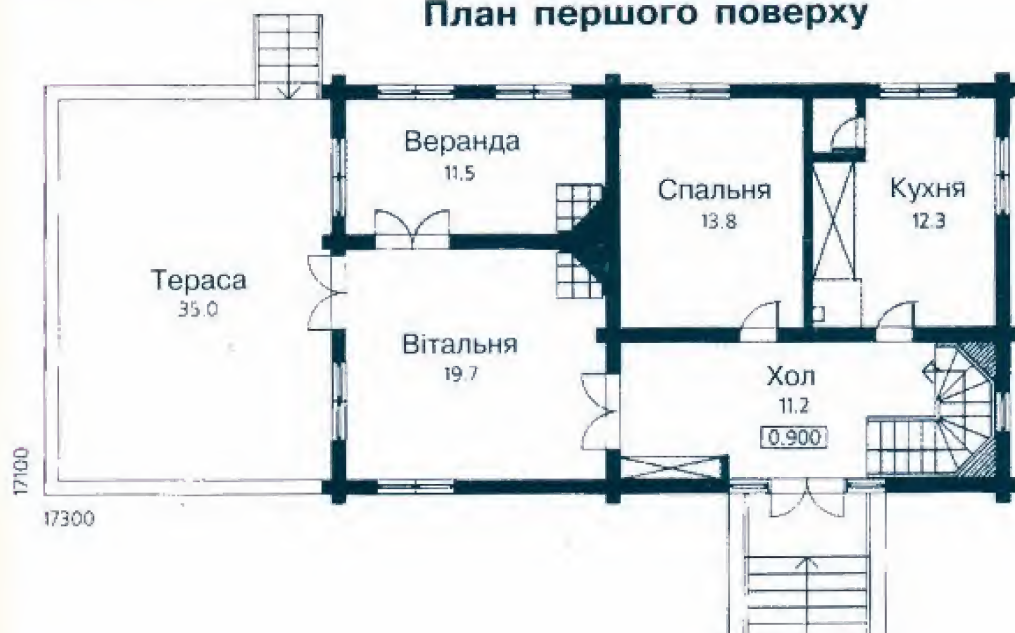 План першого поверху
Веранда
11.5
Спальня
13.8
Кухня
12.3
Тераса
35.0
Вітальня
19.7
Хол
11.2
0.900
17100
17300